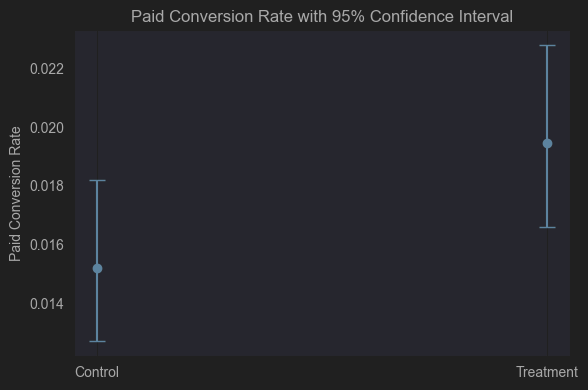 Paid Conversion Rate with 95% Confidence Interval
Paid Conversion Rate
0.022
0.020
0.018
0.016
0.014
Control
Treatment